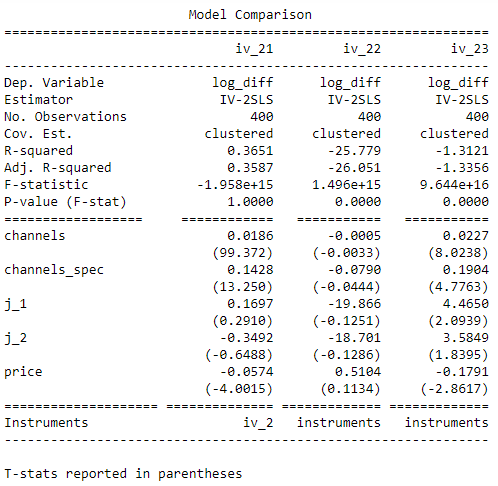 Model Comparison
================================================================
iv_21 iv_22 iv_23
----------------------------------------------------------------
Dep. Variable log_diff log_diff log_diff
Estimator IV-2SLS IV-2SLS IV-2SLS
No. Observations 400 400 400
Cov. Est. clustered clustered clustered
R-squared 0.3651 -25.779 -1.3121
Adj. R-squared 0.3587 -26.051 -1.3356
F-statistic -1.958e+15 1.496e+15 9.644e+16
P-value (F-stat) 1.0000 0.0000 0.0000
================== ============ =========== ===========
channels 0.0186 -0.0005 0.0227
(99.372) (-0.0033) (8.0238)
channels_spec 0.1428 -0.0790 0.1904
(13.250) (-0.0444) (4.7763)
j_1 0.1697 -19.866 4.4650
(0.2910) (-0.1251) (2.0939)
j_2 -0.3492 -18.701 3.5849
(-0.6488) (-0.1286) (1.8395)
price -0.0574 0.5104 -0.1791
(-4.0015) (0.1134) (-2.8617)
==================== ============== ============= =============
Instruments iv_2 instruments instruments
----------------------------------------------------------------
T-stats reported in parentheses